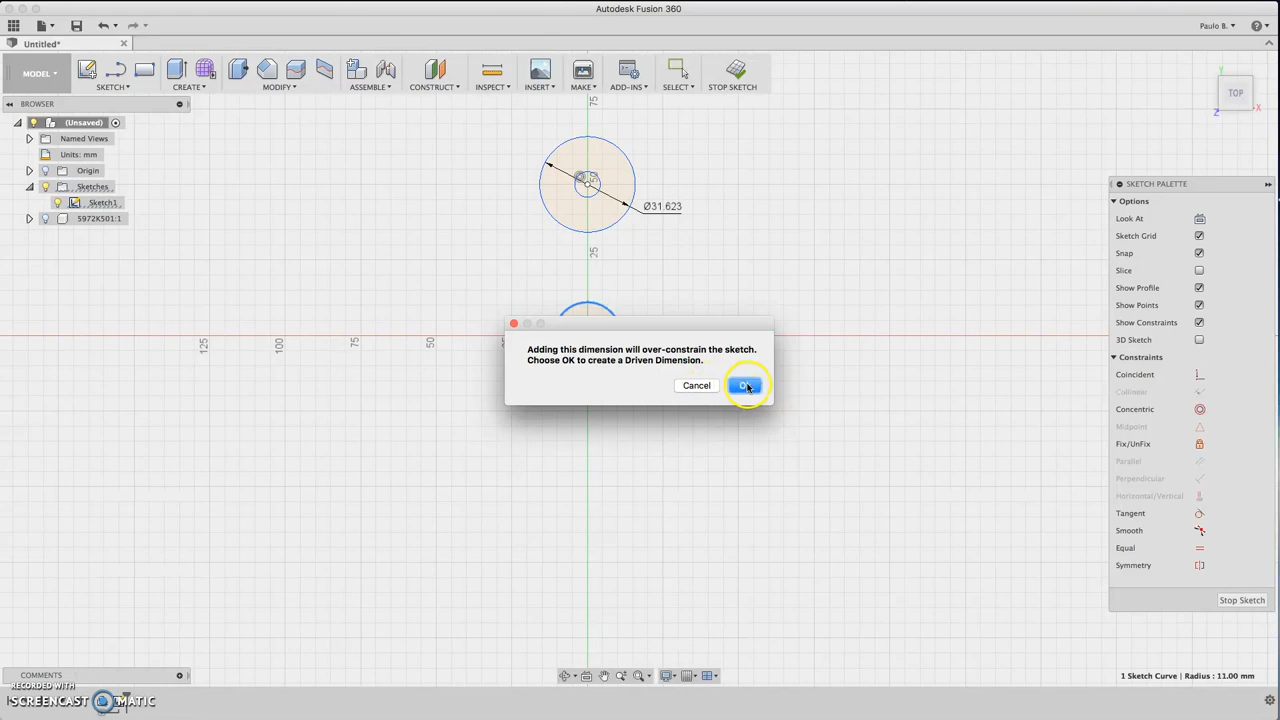 Autodesk Fusion 360
Paulo B.
Untitled*
MODEL
SKETCH
CREATE
MODIFY
ASSEMBLE
CONSTRUCT
INSPECT
INSERT
MAKE
ADD-INS
SELECT
STOP SKETCH
BROWSER
(Unsaved)
Named Views
Units: mm
Origin
Sketches
Sketch1
5972K501:1
75
Ø31.623
25
125
100
75
50
TOP
Y
X
Z
SKETCH PALETTE
Options
Look At
Sketch Grid
Snap
Slice
Show Profile
Show Points
Show Constraints
3D Sketch
Constraints
Coincident
Collinear
Concentric
Midpoint
Fix/UnFix
Parallel
Perpendicular
Horizontal/Vertical
Tangent
Smooth
Equal
Symmetry
Stop Sketch
Adding this dimension will over-constrain the sketch.
Choose OK to create a Driven Dimension.
Cancel
COMMENTS
1 Sketch Curve | Radius : 11.00 mm
RECORDED WITH
SCREENCAST MATIC